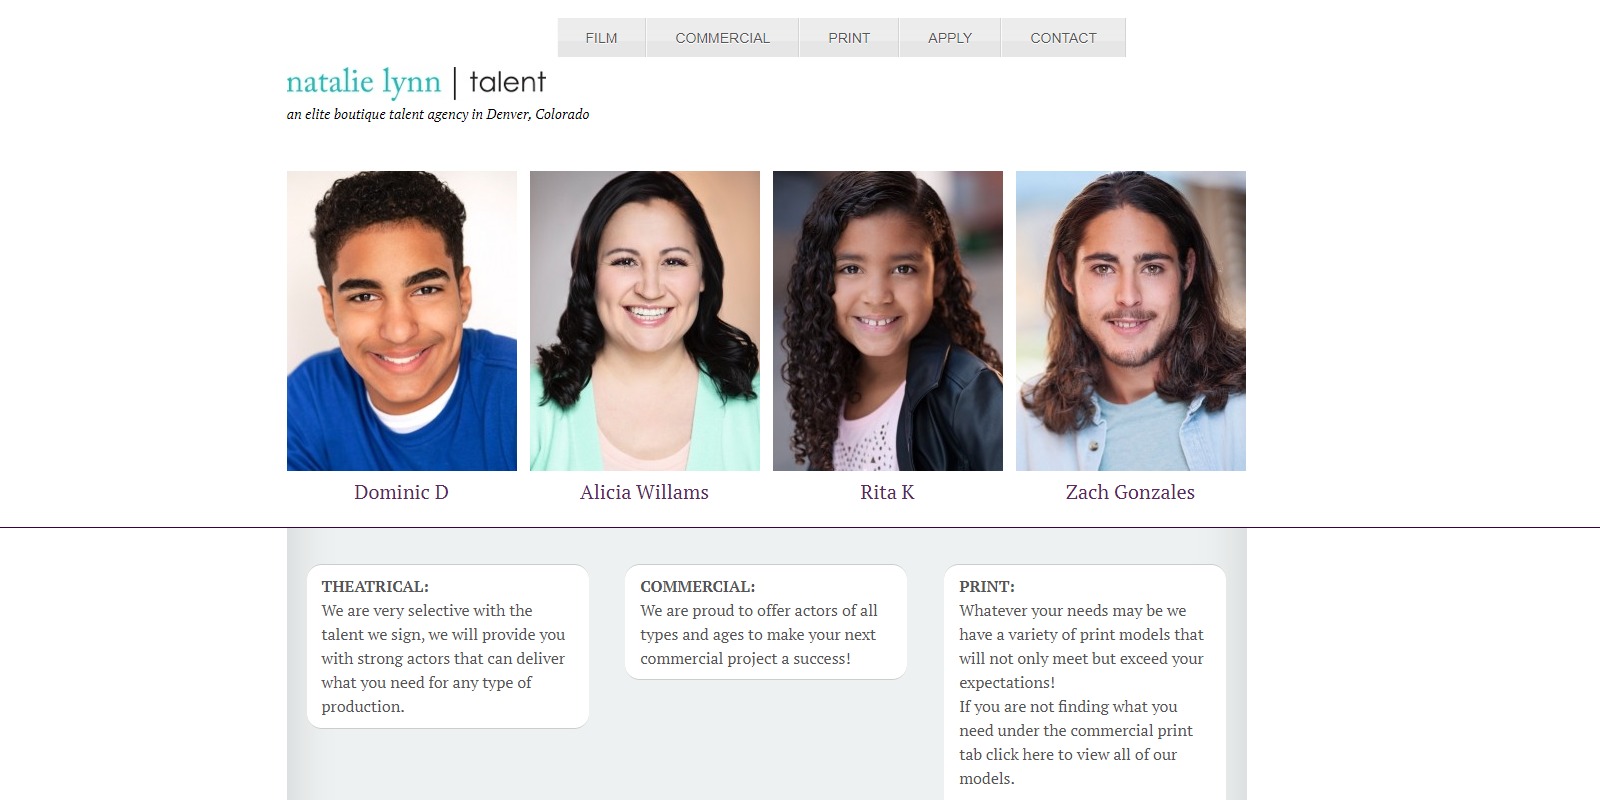 FILM COMMERCIAL PRINT APPLY CONTACT
natalie lynn | talent
an elite boutique talent agency in Denver, Colorado
Dominic D Alicia Willams Rita K Zach Gonzales
THEATRICAL:
We are very selective with the
talent we sign, we will provide you
with strong actors that can deliver
what you need for any type of
production.
COMMERCIAL:
We are proud to offer actors of all
types and ages to make your next
commercial project a success!
PRINT:
Whatever your needs may be we
have a variety of print models that
will not only meet but exceed your
expectations!
If you are not finding what you
need under the commercial print
tab click here to view all of our
models.